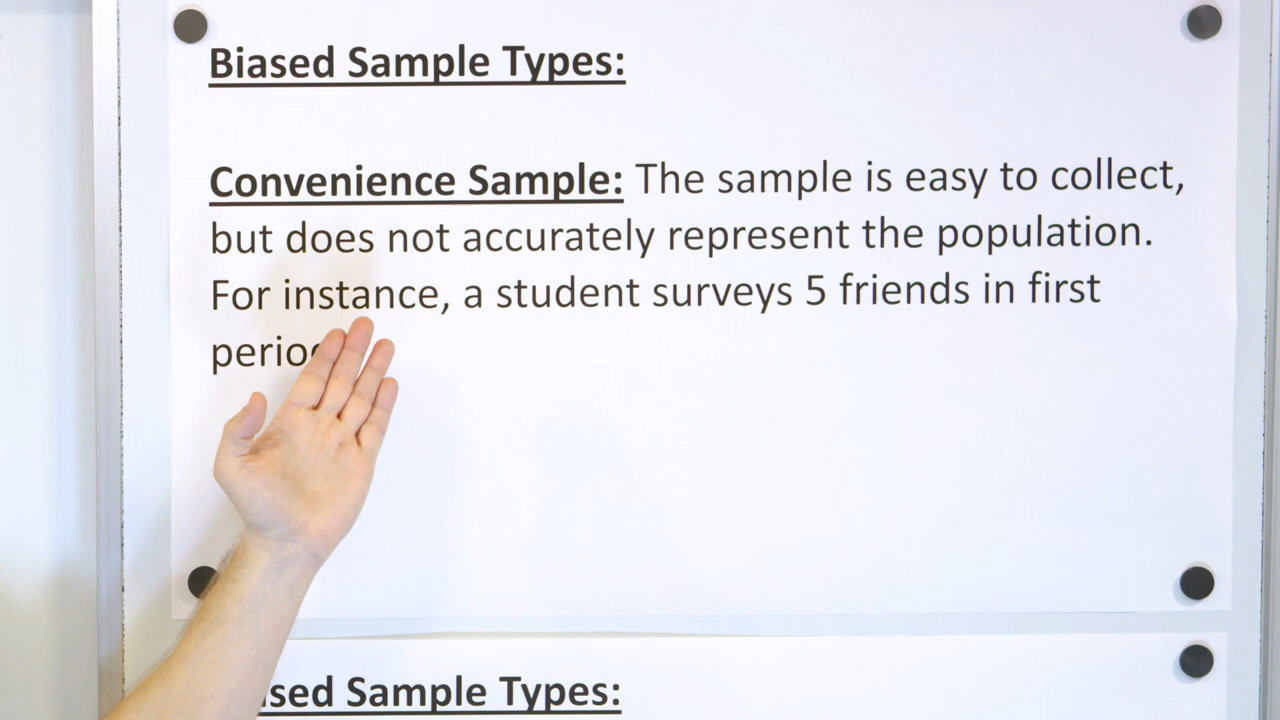 Biased Sample Types:
Convenience Sample: The sample is easy to collect,
but does not accurately represent the population.
For instance, a student surveys 5 friends in first
Sample Types: